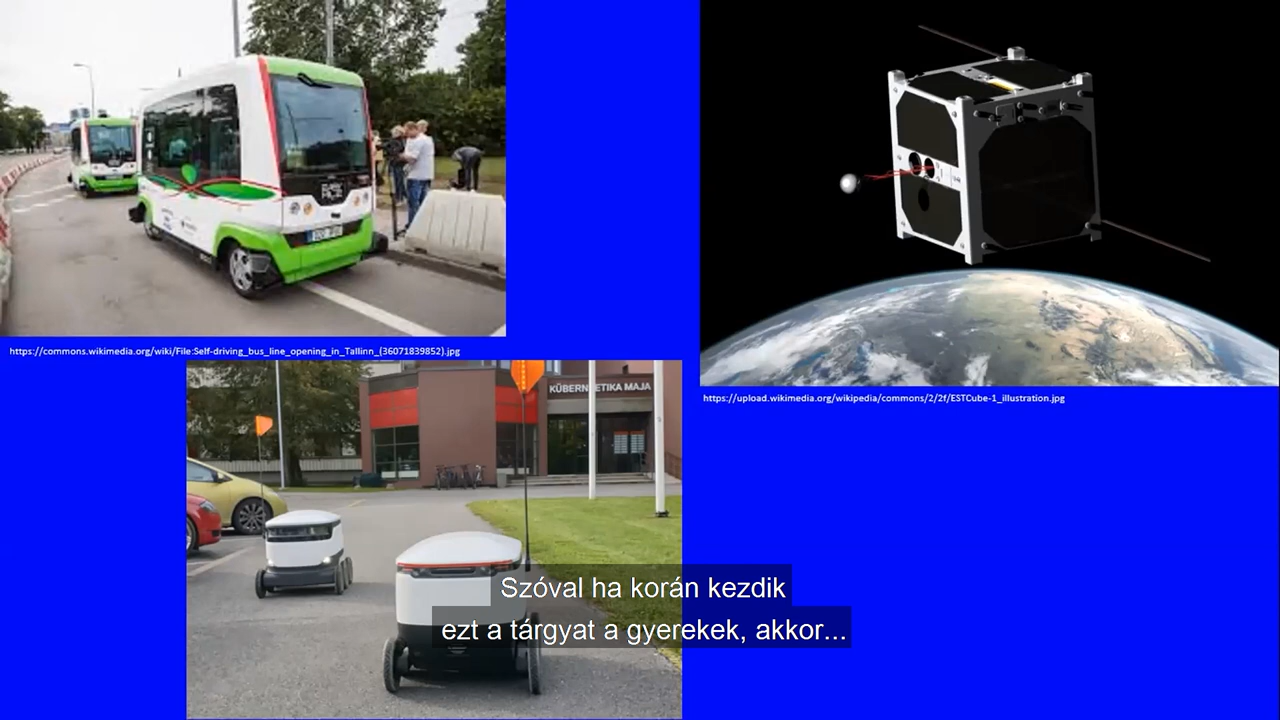 https://commons.wikimedia.org/wiki/File:Self-driving_bus_line_opening_in_Tallinn_(36071839852).jpg
https://upload.wikimedia.org/wikipedia/commons/2/2f/ESTCube-1_illustration.jpg
KÜBERNEETIKA MAJA
Szóval ha korán kezdik
ezt a tárgyat a gyerekek, akkor...